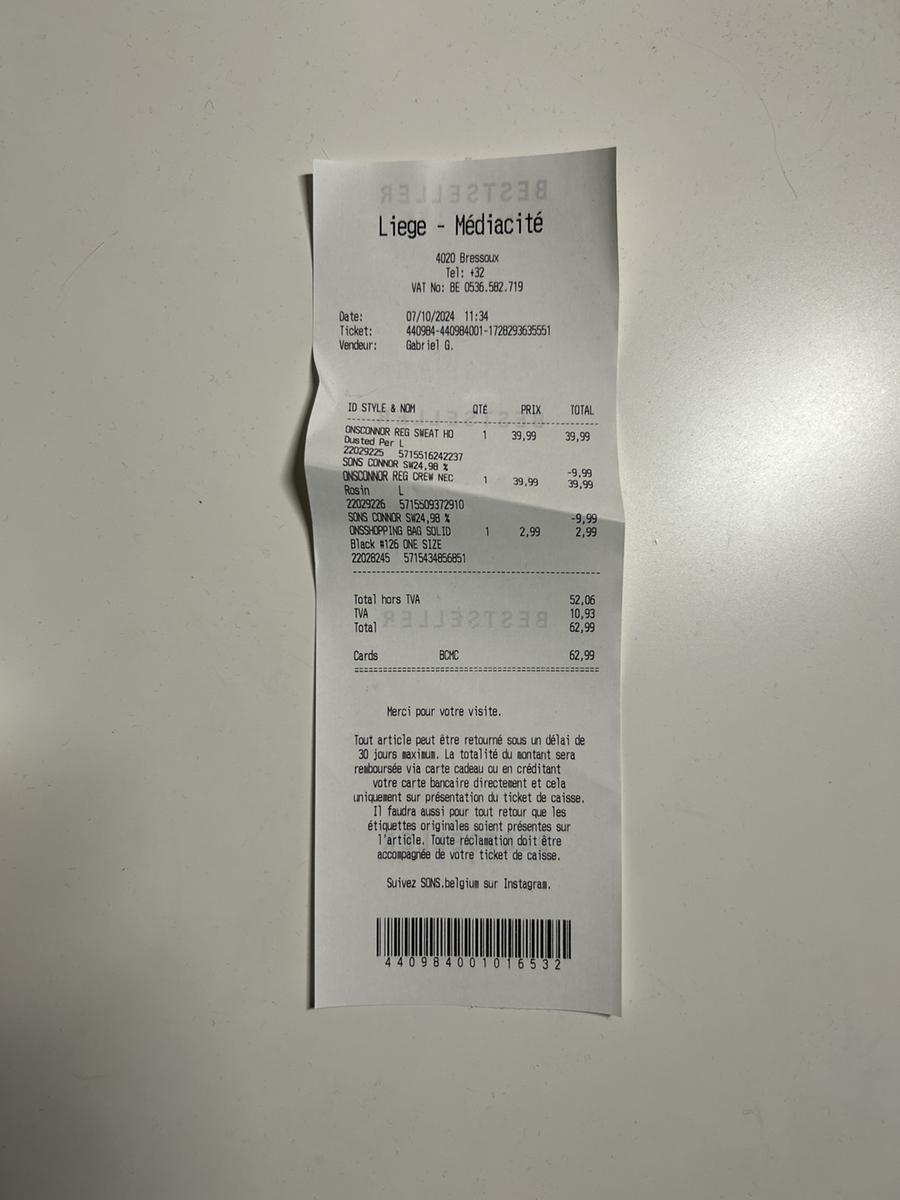 BESTSELLER
Liege - Médiacité
4020 Bressoux
Tel: +32
VAT No: BE 0536.582.719
Date: 07/10/2024 11:34
Ticket: 440984-440984001-1728293635551
Vendeur: Gabriel G.
ID STYLE & NOM QTÉ PRIX TOTAL
ONSCONNOR REG SWEAT HO 1 39,99 39,99
Dusted Per L
22029225 5715516242237
SONS CONNOR SW24,98 % -9,99
ONSCONNOR REG CREW NEC 1 39,99 39,99
Rosin L
22029226 5715509372910
SONS CONNOR SW24,98 % -9,99
ONSSHOPPING BAG SOLID 1 2,99 2,99
Black #126 ONE SIZE
22028245 5715434856851
Total hors TVA 52,06
TVA 10,93
BESTSELLER
Total 62,99
Cards BCMC 62,99
Merci pour votre visite.
Tout article peut être retourné sous un délai de
30 jours maximum. La totalité du montant sera
remboursée via carte cadeau ou en créditant
votre carte bancaire directement et cela
uniquement sur présentation du ticket de caisse.
Il faudra aussi pour tout retour que les
étiquettes originales soient présentes sur
l'article. Toute réclamation doit être
accompagnée de votre ticket de caisse.
Suivez SONS.belgium sur Instagram.
440984001016532